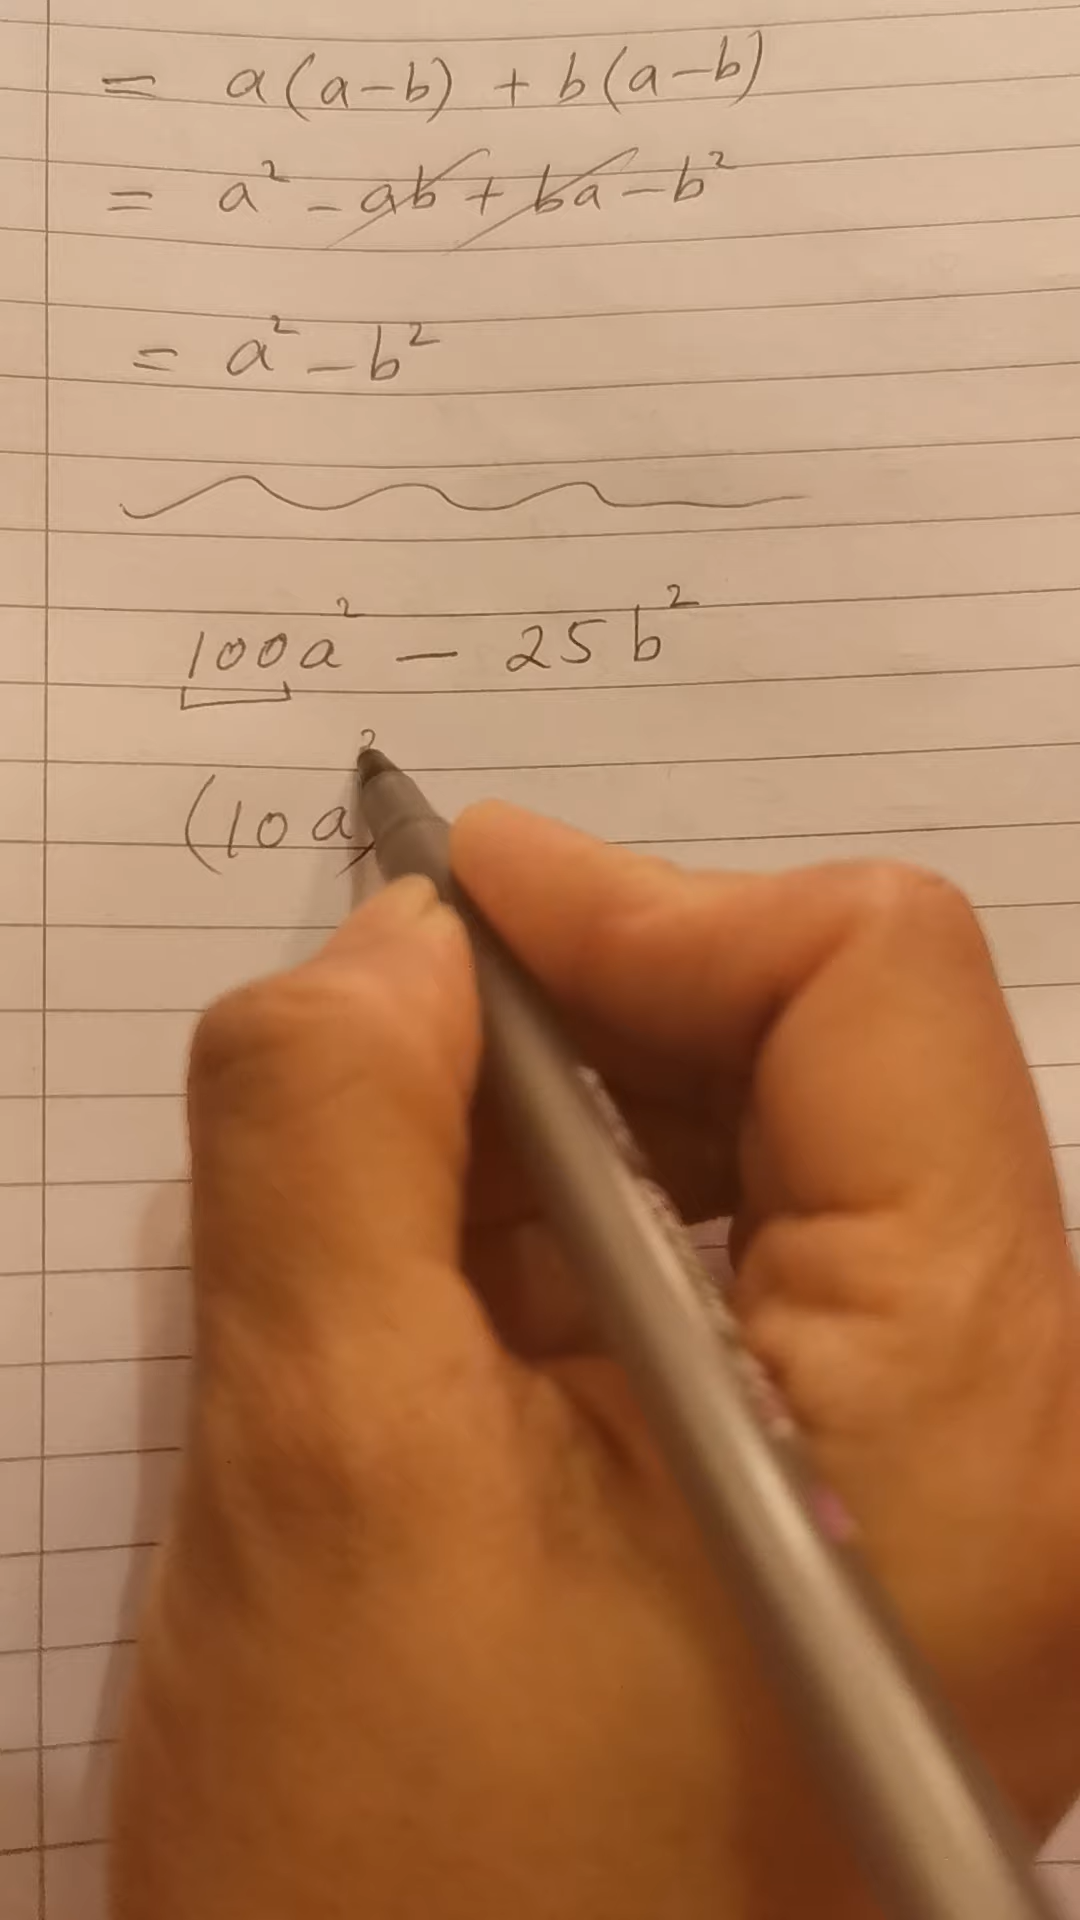 = a(a-b) + b(a-b)
= a² - ab + ba - b²
= a² - b²
100a² - 25b²
(10a)²